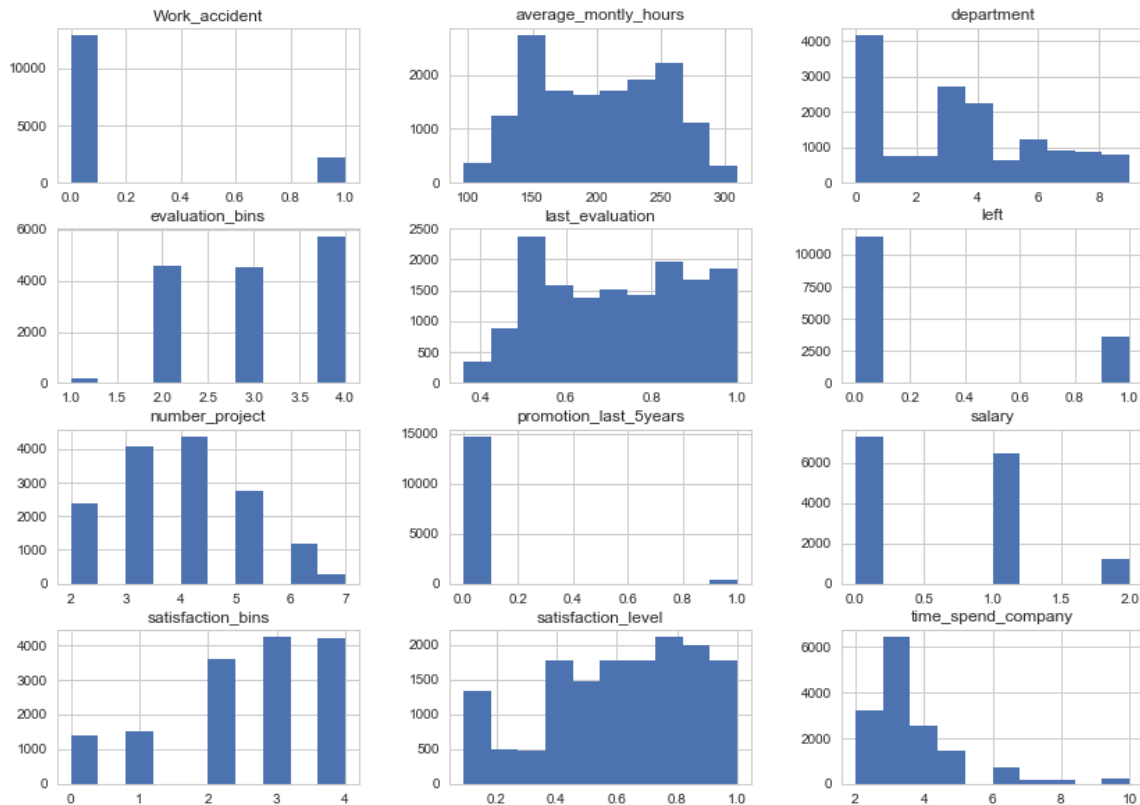 Work_accident
10000
5000
0
0.0 0.2 0.4 0.6 0.8 1.0
average_montly_hours
2000
1000
0
100 150 200 250 300
department
4000
3000
2000
1000
0
0 2 4 6 8
evaluation_bins
6000
4000
2000
0
1.0 1.5 2.0 2.5 3.0 3.5 4.0
last_evaluation
2500
2000
1500
1000
500
0
0.4 0.6 0.8 1.0
left
10000
7500
5000
2500
0
0.0 0.2 0.4 0.6 0.8 1.0
number_project
4000
3000
2000
1000
0
2 3 4 5 6 7
promotion_last_5years
15000
10000
5000
0
0.0 0.2 0.4 0.6 0.8 1.0
salary
6000
4000
2000
0
0.0 0.5 1.0 1.5 2.0
satisfaction_bins
4000
3000
2000
1000
0
0 1 2 3 4
satisfaction_level
2000
1500
1000
500
0
0.2 0.4 0.6 0.8 1.0
time_spend_company
6000
4000
2000
0
2 4 6 8 10